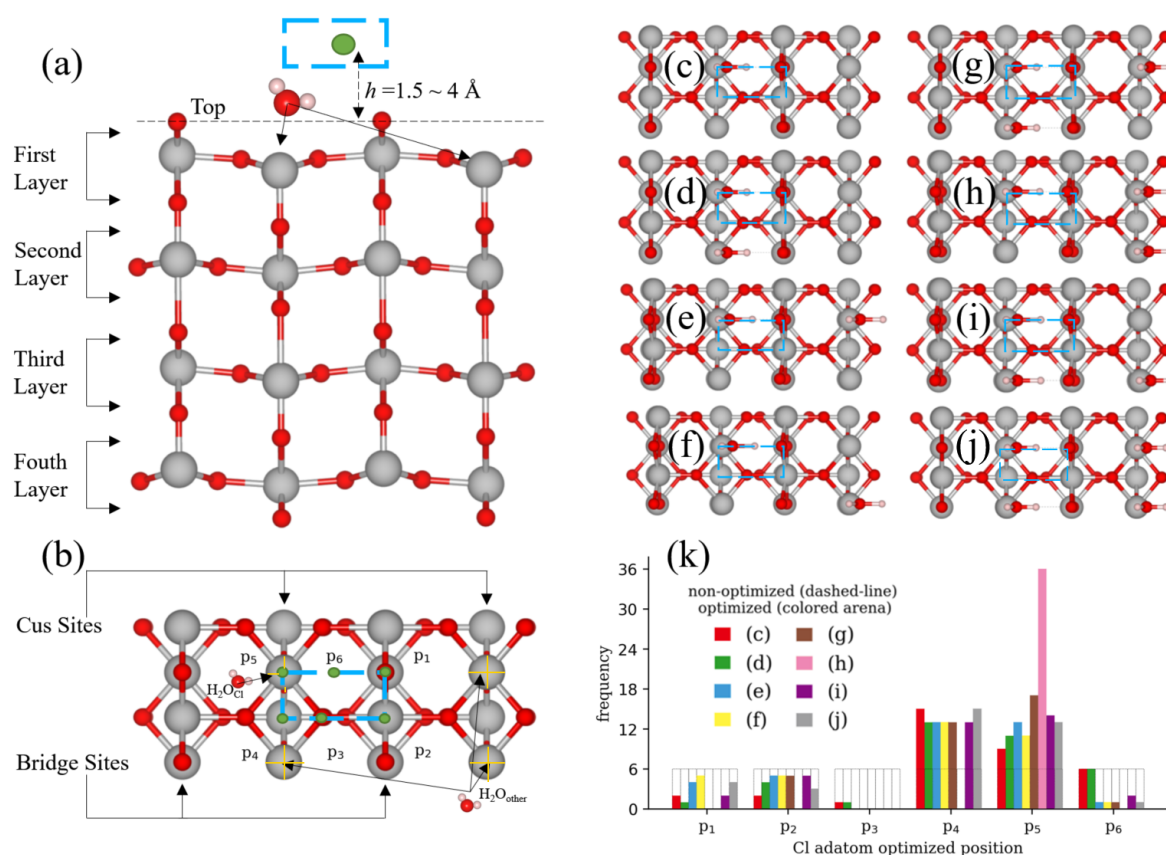 (a)
h =1.5 ~ 4 Å
Top
First
Layer
Second
Layer
Third
Layer
Fouth
Layer
(b)
Cus Sites
p₅
p₆
p₁
H₂O_Cl
p₄
p₃
p₂
Bridge Sites
H₂O_other
(c)
(g)
(d)
(h)
(e)
(i)
(f)
(j)
(k)
36
30
24
18
12
6
0
frequency
non-optimized (dashed-line)
optimized (colored arena)
(c)
(g)
(d)
(h)
(e)
(i)
(f)
(j)
p₁
p₂
p₃
p₄
p₅
p₆
Cl adatom optimized position